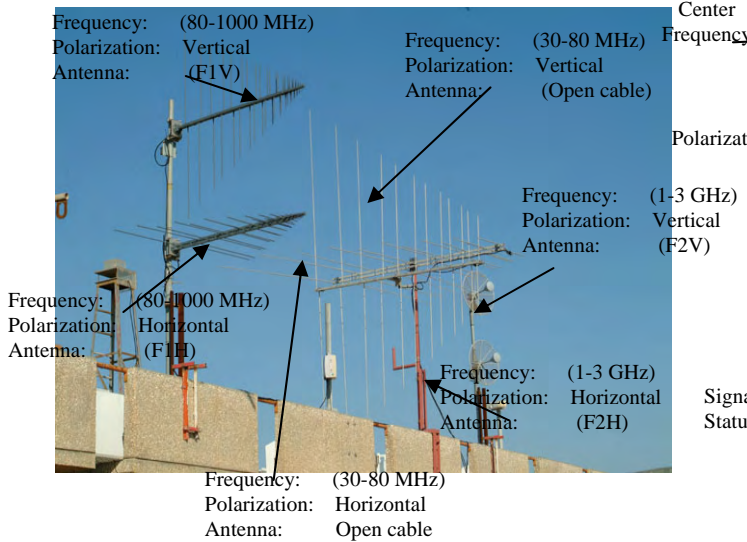 Frequency: (80-1000 MHz)
Polarization: Vertical
Antenna: (F1V)
Frequency: (30-80 MHz)
Polarization: Vertical
Antenna: (Open cable)
Center
Frequency
Polarizat
Frequency: (1-3 GHz)
Polarization: Vertical
Antenna: (F2V)
Frequency: (80-1000 MHz)
Polarization: Horizontal
Antenna: (F1H)
Frequency: (1-3 GHz)
Polarization: Horizontal
Antenna: (F2H)
Signa
Statu
Frequency: (30-80 MHz)
Polarization: Horizontal
Antenna: Open cable